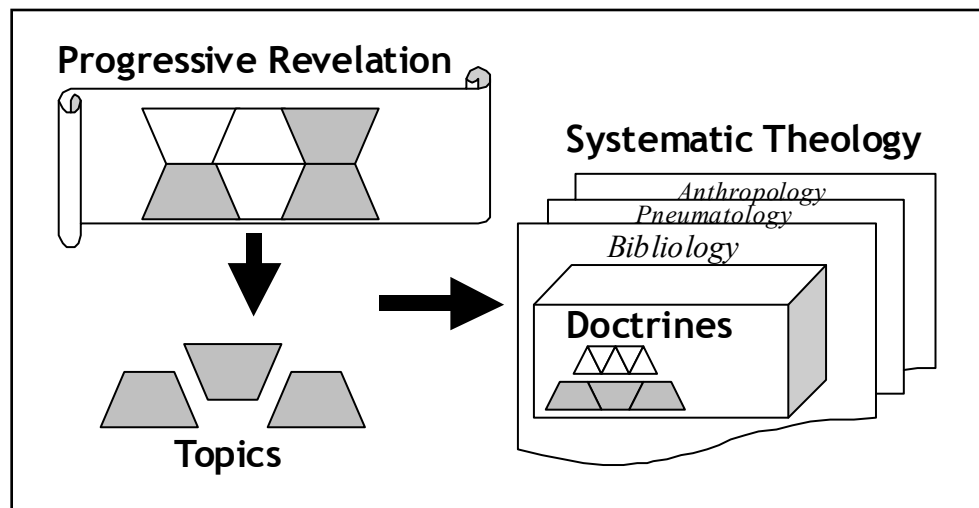 Progressive Revelation
Systematic Theology
Anthropology
Pneumatology
Bibliology
Doctrines
Topics